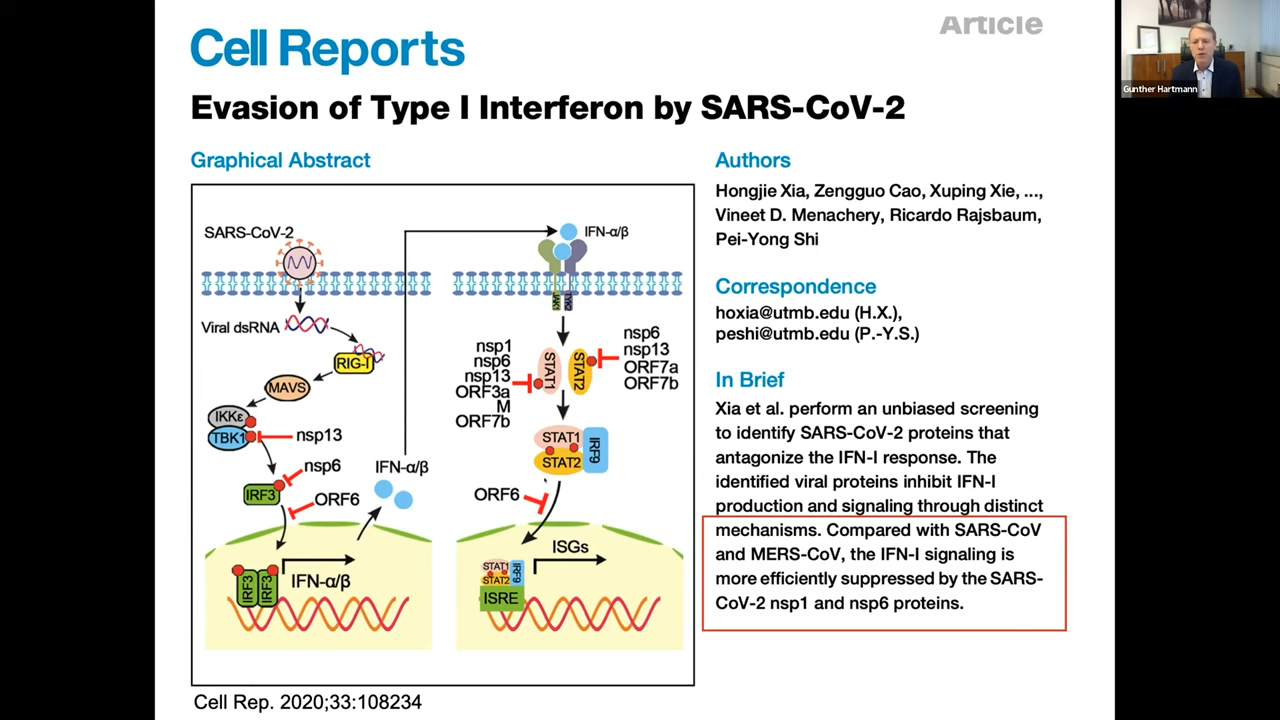 Article
Cell Reports
Evasion of Type I Interferon by SARS-CoV-2
Graphical Abstract
SARS-CoV-2
Viral dsRNA
RIG-I
MAVS
IKKε
TBK1
nsp13
nsp6
IRF3
ORF6
IFN-α/β
IRF3
IRF3
IFN-α/β
IFN-α/β
JAK1
TYK2
nsp1
nsp6
nsp13
ORF3a
M
ORF7b
STAT1
STAT2
nsp6
nsp13
ORF7a
ORF7b
STAT1
STAT2
IRF9
ORF6
ISGs
STAT1
STAT2
IRF9
ISRE
Authors
Hongjie Xia, Zengguo Cao, Xuping Xie, ...,
Vineet D. Menachery, Ricardo Rajsbaum,
Pei-Yong Shi
Correspondence
hoxia@utmb.edu (H.X.),
peshi@utmb.edu (P.-Y.S.)
In Brief
Xia et al. perform an unbiased screening
to identify SARS-CoV-2 proteins that
antagonize the IFN-I response. The
identified viral proteins inhibit IFN-I
production and signaling through distinct
mechanisms. Compared with SARS-CoV
and MERS-CoV, the IFN-I signaling is
more efficiently suppressed by the SARS-
CoV-2 nsp1 and nsp6 proteins.
Cell Rep. 2020;33:108234
Gunther Hartmann